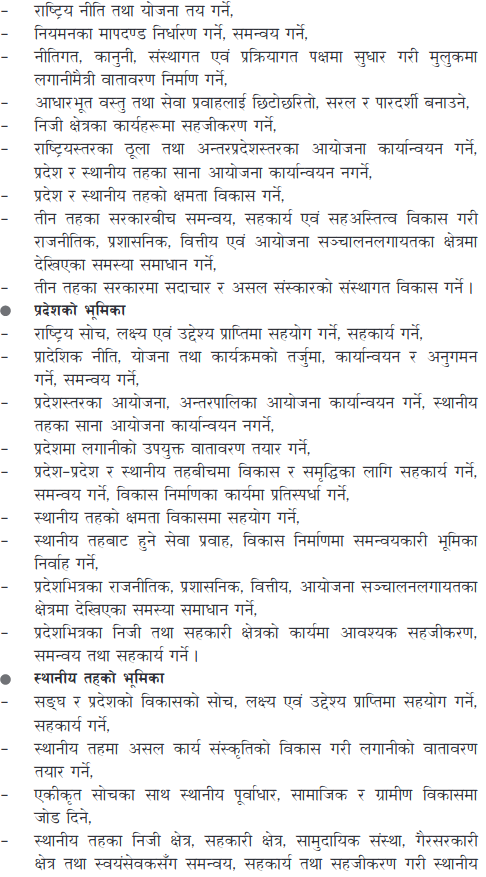 – राष्ट्रिय नीति तथा योजना तय गर्ने,
– नियमनका मापदण्ड निर्धारण गर्ने, समन्वय गर्ने,
– नीतिगत, कानुनी, संस्थागत एवं प्रक्रियागत पक्षमा सुधार गरी मुलुकमा
लगानीमैत्री वातावरण निर्माण गर्ने,
– आधारभूत वस्तु तथा सेवा प्रवाहलाई छिटोछरितो, सरल र पारदर्शी बनाउने,
– निजी क्षेत्रका कार्यहरूमा सहजीकरण गर्ने,
– राष्ट्रियस्तरका ठूला तथा अन्तरप्रदेशस्तरका आयोजना कार्यान्वयन गर्ने,
प्रदेश र स्थानीय तहका साना आयोजना कार्यान्वयन नगर्ने,
– प्रदेश र स्थानीय तहको क्षमता विकास गर्ने,
– तीन तहका सरकारबीच समन्वय, सहकार्य एवं सहअस्तित्व विकास गरी
राजनीतिक, प्रशासनिक, वित्तीय एवं आयोजना सञ्चालनलगायतका क्षेत्रमा
देखिएका समस्या समाधान गर्ने,
– तीन तहका सरकारमा सदाचार र असल संस्कारको संस्थागत विकास गर्ने ।
● प्रदेशको भूमिका
– राष्ट्रिय सोच, लक्ष्य एवं उद्देश्य प्राप्तिमा सहयोग गर्ने, सहकार्य गर्ने,
– प्रादेशिक नीति, योजना तथा कार्यक्रमको तर्जुमा, कार्यान्वयन र अनुगमन
गर्ने, समन्वय गर्ने,
– प्रदेशस्तरका आयोजना, अन्तरपालिका आयोजना कार्यान्वयन गर्ने, स्थानीय
तहका साना आयोजना कार्यान्वयन नगर्ने,
– प्रदेशमा लगानीको उपयुक्त वातावरण तयार गर्ने,
– प्रदेश-प्रदेश र स्थानीय तहबीचमा विकास र समृद्धिका लागि सहकार्य गर्ने,
समन्वय गर्ने, विकास निर्माणका कार्यमा प्रतिस्पर्धा गर्ने,
– स्थानीय तहको क्षमता विकासमा सहयोग गर्ने,
– स्थानीय तहबाट हुने सेवा प्रवाह, विकास निर्माणमा समन्वयकारी भूमिका
निर्वाह गर्ने,
– प्रदेशभित्रका राजनीतिक, प्रशासनिक, वित्तीय, आयोजना सञ्चालनलगायतका
क्षेत्रमा देखिएका समस्या समाधान गर्ने,
– प्रदेशभित्रका निजी तथा सहकारी क्षेत्रको कार्यमा आवश्यक सहजीकरण,
समन्वय तथा सहकार्य गर्ने ।
● स्थानीय तहको भूमिका
– सङ्घ र प्रदेशको विकासको सोच, लक्ष्य एवं उद्देश्य प्राप्तिमा सहयोग गर्ने,
सहकार्य गर्ने,
– स्थानीय तहमा असल कार्य संस्कृतिको विकास गरी लगानीको वातावरण
तयार गर्ने,
– एकीकृत सोचका साथ स्थानीय पूर्वाधार, सामाजिक र ग्रामीण विकासमा
जोड दिने,
– स्थानीय तहका निजी क्षेत्र, सहकारी क्षेत्र, सामुदायिक संस्था, गैरसरकारी
क्षेत्र तथा स्वयंसेवकसँग समन्वय, सहकार्य तथा सहजीकरण गरी स्थानीय